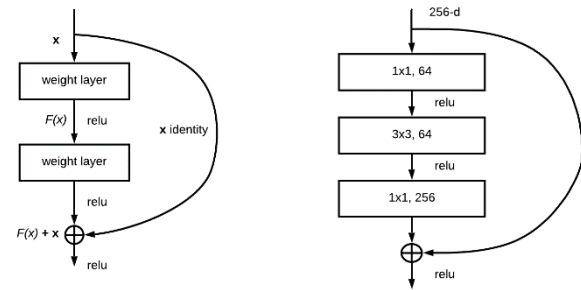 x
weight layer
F(x) relu
x identity
weight layer
relu
F(x) + x
relu
256-d
1x1, 64
relu
3x3, 64
relu
1x1, 256
relu